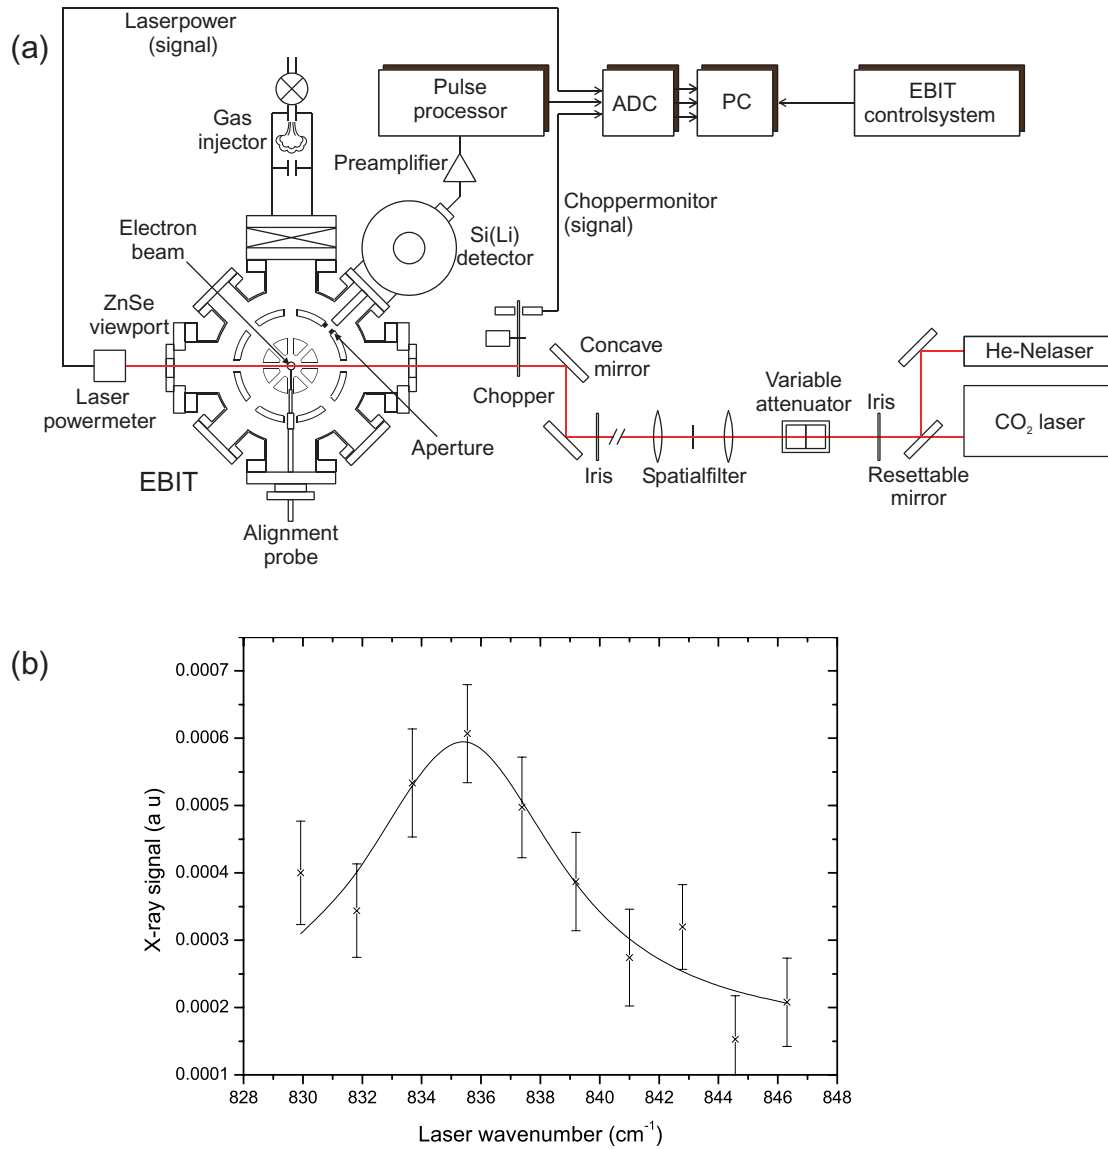 (a)
Laserpower
(signal)
Gas
injector
Pulse
processor
ADC
PC
EBIT
controlsystem
Preamplifier
Electron
beam
Si(Li)
detector
Choppermonitor
(signal)
ZnSe
viewport
Laser
powermeter
Chopper
Concave
mirror
Aperture
EBIT
Alignment
probe
Iris
Spatialfilter
Variable
attenuator
Iris
Resettable
mirror
He-Nelaser
CO2 laser
(b)
X-ray signal (a u)
0.0007
0.0006
0.0005
0.0004
0.0003
0.0002
0.0001
828 830 832 834 836 838 840 842 844 846 848
Laser wavenumber (cm-1)